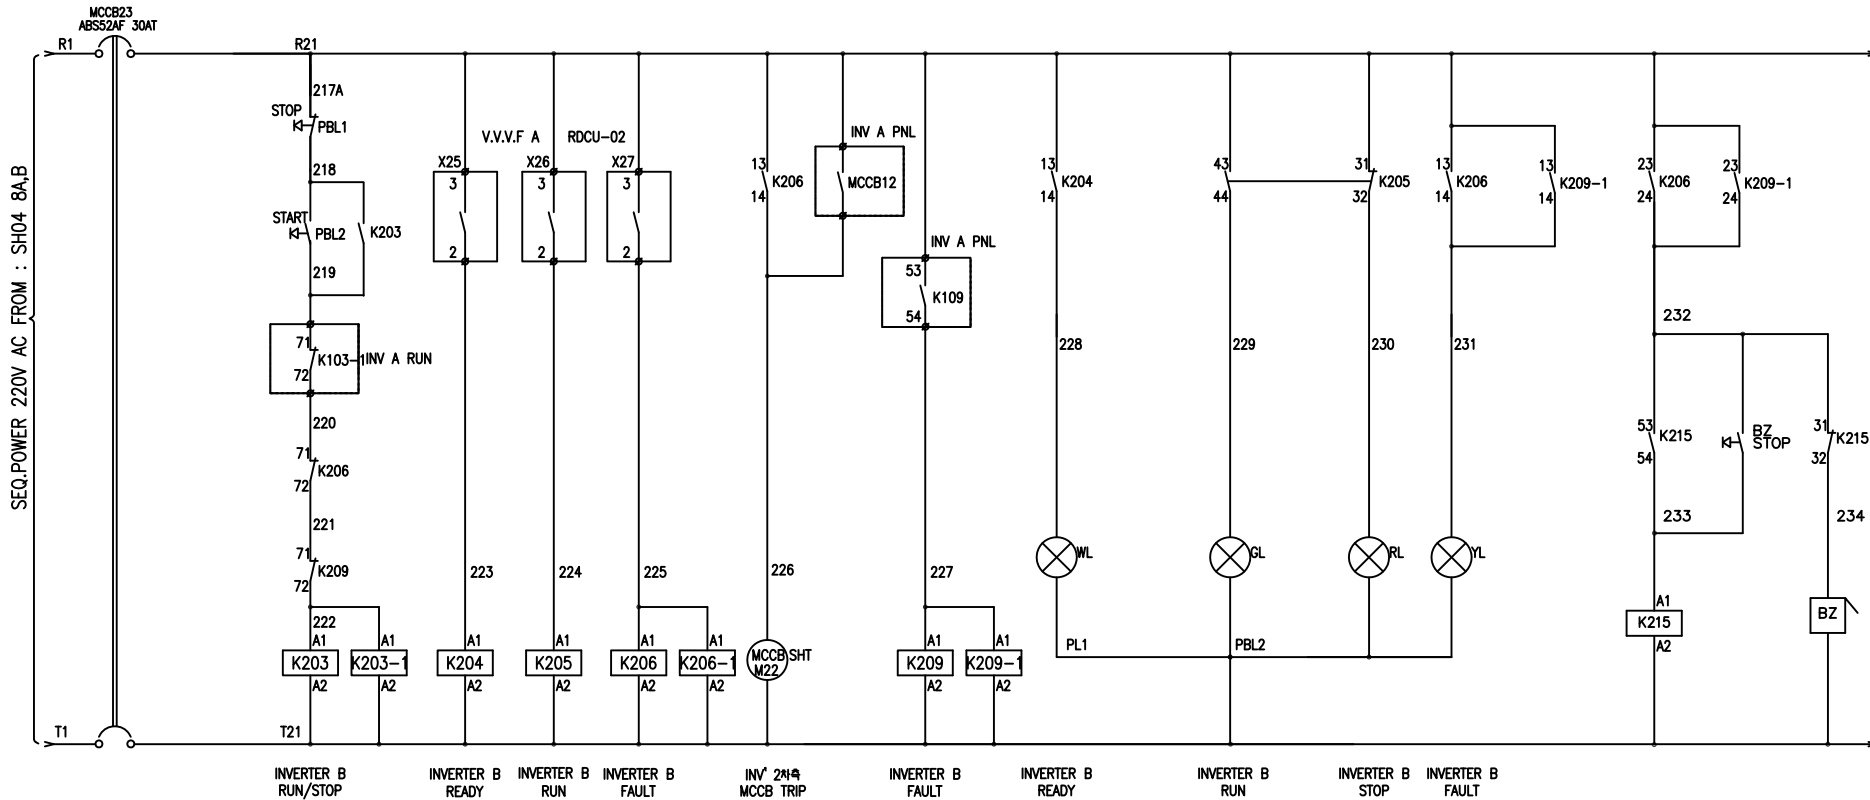 MCCB23
ABS52AF 30AT
R1
R21
SEQ.POWER 220V AC FROM : SH04 8A,B
217A
STOP
PBL1
218
START
PBL2
K203
219
71
K103-1
INV A RUN
72
220
71
K206
72
221
71
K209
72
222
A1
K203
A2
A1
K203-1
A2
V.V.V.F A
RDCU-02
X25
3
2
223
A1
K204
A2
X26
3
2
224
A1
K205
A2
X27
3
2
225
A1
K206
A2
A1
K206-1
A2
13
K206
14
INV A PNL
MCCB12
226
MCCB SHT
M22
INV A PNL
53
K109
54
227
A1
K209
A2
A1
K209-1
A2
13
K204
14
228
WL
PL1
43
44
229
GL
PBL2
31
K205
32
230
RL
13
K206
14
13
K209-1
14
231
YL
23
K206
24
23
K209-1
24
232
53
K215
54
BZ
STOP
31
K215
32
233
234
A1
K215
A2
BZ
T1
T21
INVERTER B
RUN/STOP
INVERTER B
READY
INVERTER B
RUN
INVERTER B
FAULT
INV' 2차측
MCCB TRIP
INVERTER B
FAULT
INVERTER B
READY
INVERTER B
RUN
INVERTER B
STOP
INVERTER B
FAULT